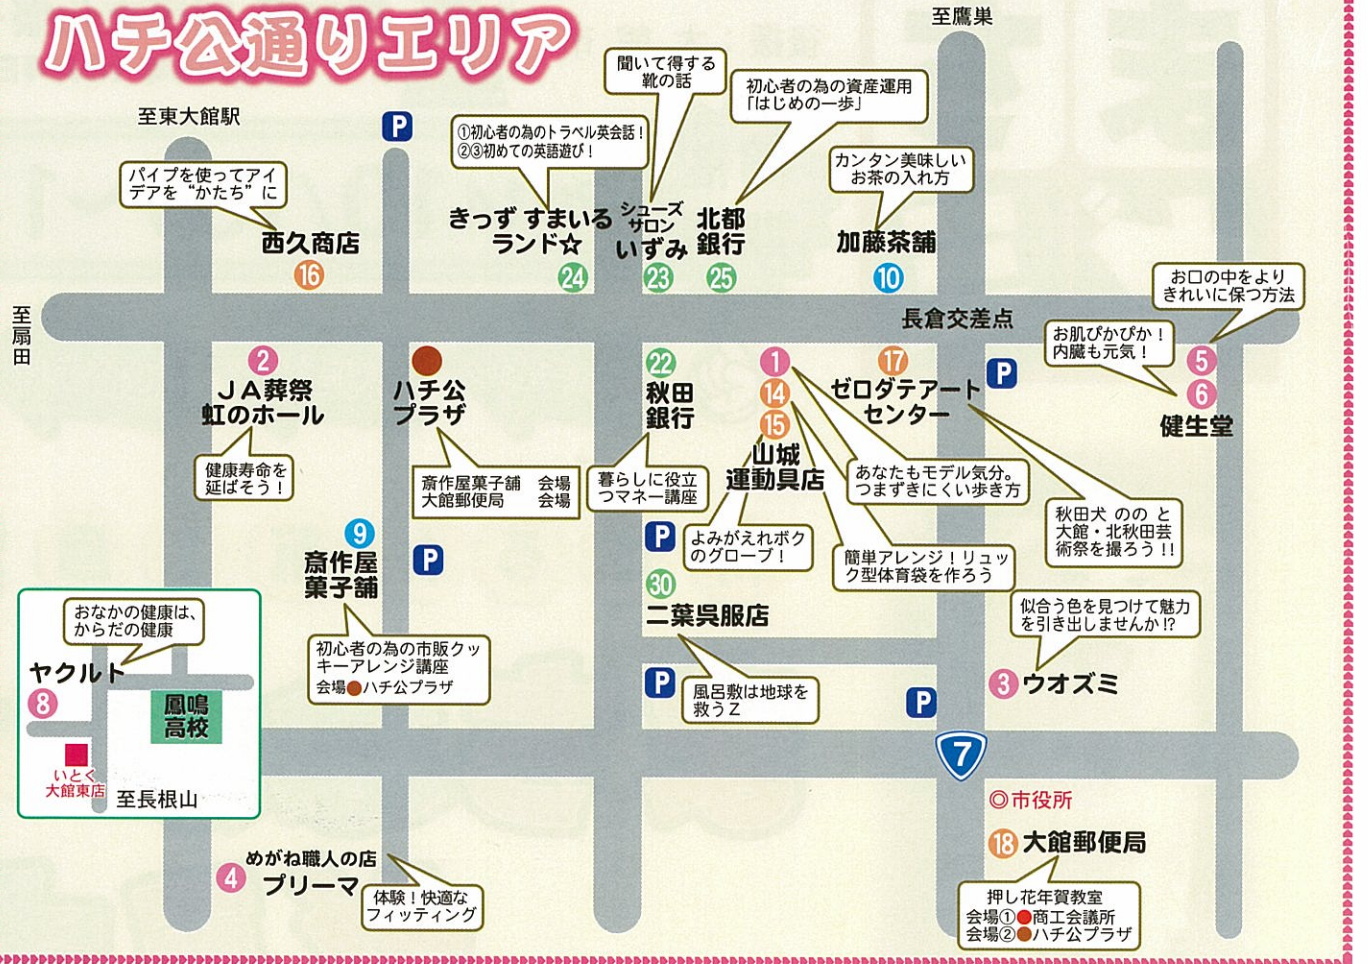 ハチ公通りエリア
至鷹巣
至東大館駅
P
聞いて得する
靴の話
初心者の為の資産運用
「はじめの一歩」
①初心者の為のトラベル英会話！
②③初めての英語遊び！
カンタン美味しい
お茶の入れ方
パイプを使ってアイ
デアを“かたち”に
西久商店
16
きっず すまいる
ランド☆
24
シューズ
サロン
いずみ
23
北都
銀行
25
加藤茶舗
10
お口の中をより
きれいに保つ方法
至扇田
長倉交差点
お肌ぴかぴか！
内臓も元気！
5
6
健生堂
2
ＪＡ葬祭
虹のホール
健康寿命を
延ばそう！
ハチ公
プラザ
斎作屋菓子舗　会場
大館郵便局　会場
22
秋田
銀行
暮らしに役立
つマネー講座
1
14
15
山城
運動具店
17
ゼロダテアート
センター
P
あなたもモデル気分。
つまずきにくい歩き方
よみがえれボク
のグローブ！
簡単アレンジ！リュッ
ク型体育袋を作ろう
秋田犬 のの と
大館・北秋田芸
術祭を撮ろう!!
9
斎作屋
菓子舗
P
P
30
二葉呉服店
初心者の為の市販クッ
キーアレンジ講座
会場●ハチ公プラザ
P
風呂敷は地球を
救うZ
似合う色を見つけて魅力
を引き出しませんか!?
3 ウオズミ
P
おなかの健康は、
からだの健康
ヤクルト
8
鳳鳴
高校
いとく
大館東店
至長根山
7
◎市役所
18 大館郵便局
押し花年賀教室
会場①●商工会議所
会場②●ハチ公プラザ
めがね職人の店
4 プリーマ
体験！快適な
フィッティング